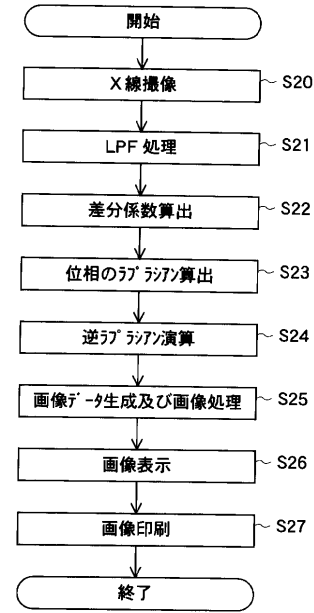 開始
X線撮像 S20
LPF処理 S21
差分係数算出 S22
位相のラプラシアン算出 S23
逆ラプラシアン演算 S24
画像データ生成及び画像処理 S25
画像表示 S26
画像印刷 S27
終了